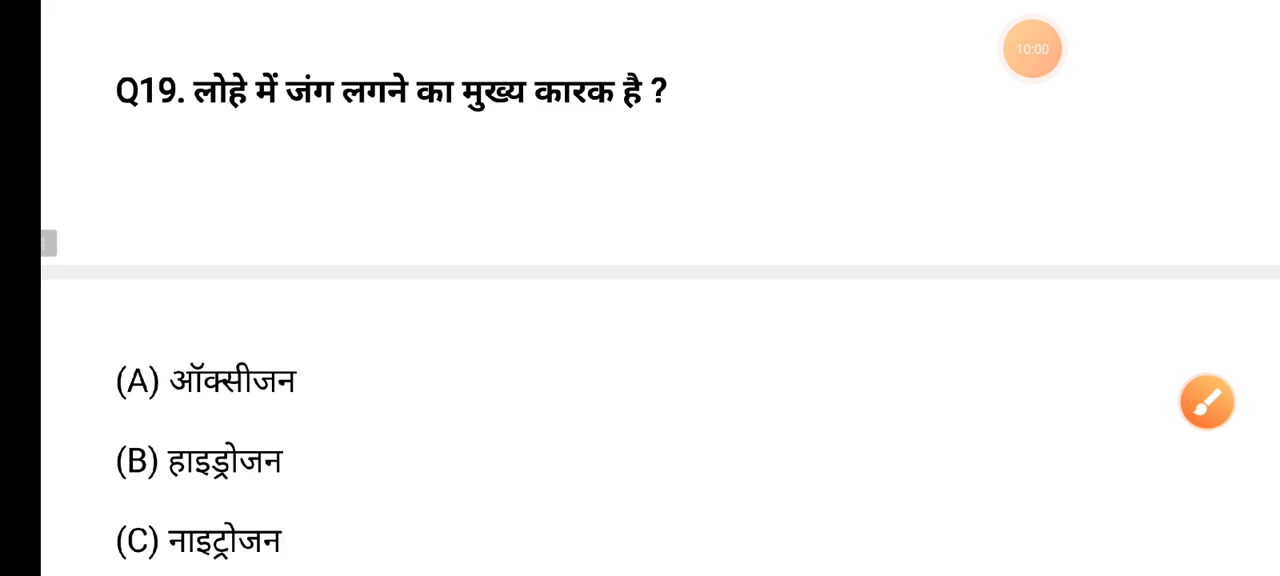 10:00
Q19. लोहे में जंग लगने का मुख्य कारक है ?
(A) ऑक्सीजन
(B) हाइड्रोजन
(C) नाइट्रोजन